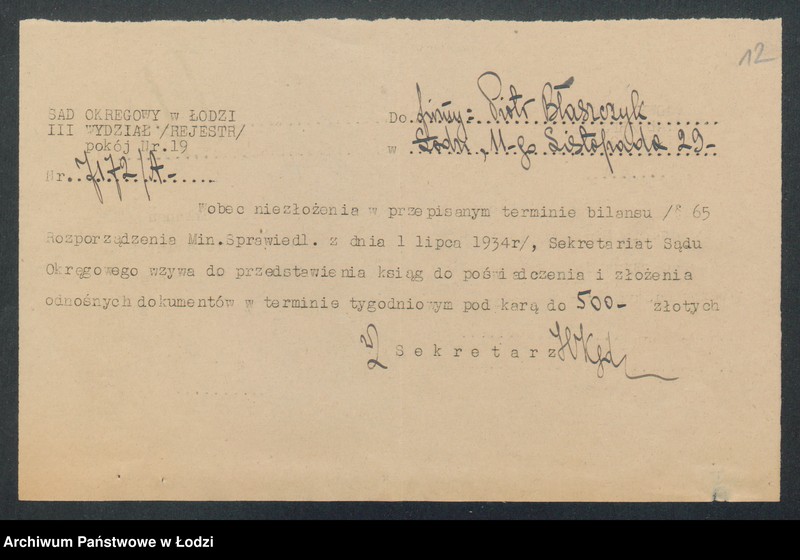 12
SĄD OKRĘGOWY w ŁODZI
III WYDZIAŁ /REJESTR/
pokój Nr.19
Nr. 7172/A-
Do firmy: Piotr Błaszczyk
w Łodzi, 11-go Listopada 29-
Wobec niezłożenia w przepisanym terminie bilansu /§ 65
Rozporządzenia Min.Sprawiedl. z dnia 1 lipca 1934r/, Sekretariat Sądu
Okręgowego wzywa do przedstawienia ksiąg do poświadczenia i złożenia
odnośnych dokumentów w terminie tygodniowym pod karą do 500- złotych
Sekretarz
Archiwum Państwowe w Łodzi